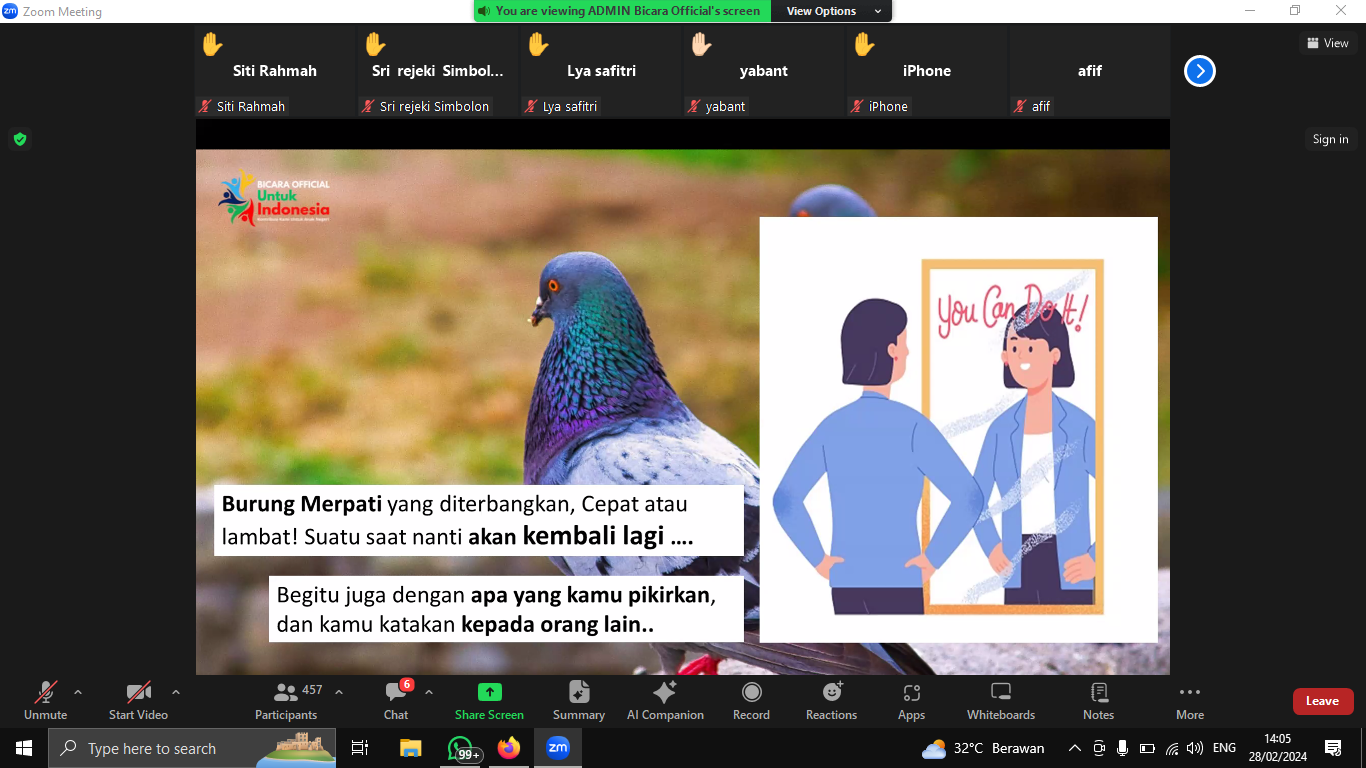 Zoom Meeting
You are viewing ADMIN Bicara Official's screen
View Options
View
Siti Rahmah
Sri rejeki Simbol...
Lya safitri
yabant
iPhone
afif
Siti Rahmah
Sri rejeki Simbolon
Lya safitri
yabant
iPhone
afif
Sign in
BICARA OFFICIAL
Untuk
Indonesia
You Can Do It!
Burung Merpati yang diterbangkan, Cepat atau
lambat! Suatu saat nanti akan kembali lagi ....
Begitu juga dengan apa yang kamu pikirkan,
dan kamu katakan kepada orang lain..
Unmute
Start Video
457
Participants
6
Chat
Share Screen
Summary
AI Companion
Record
Reactions
Apps
Whiteboards
Notes
More
Leave
Type here to search
99+
zm
32°C Berawan
ENG
14:05
28/02/2024